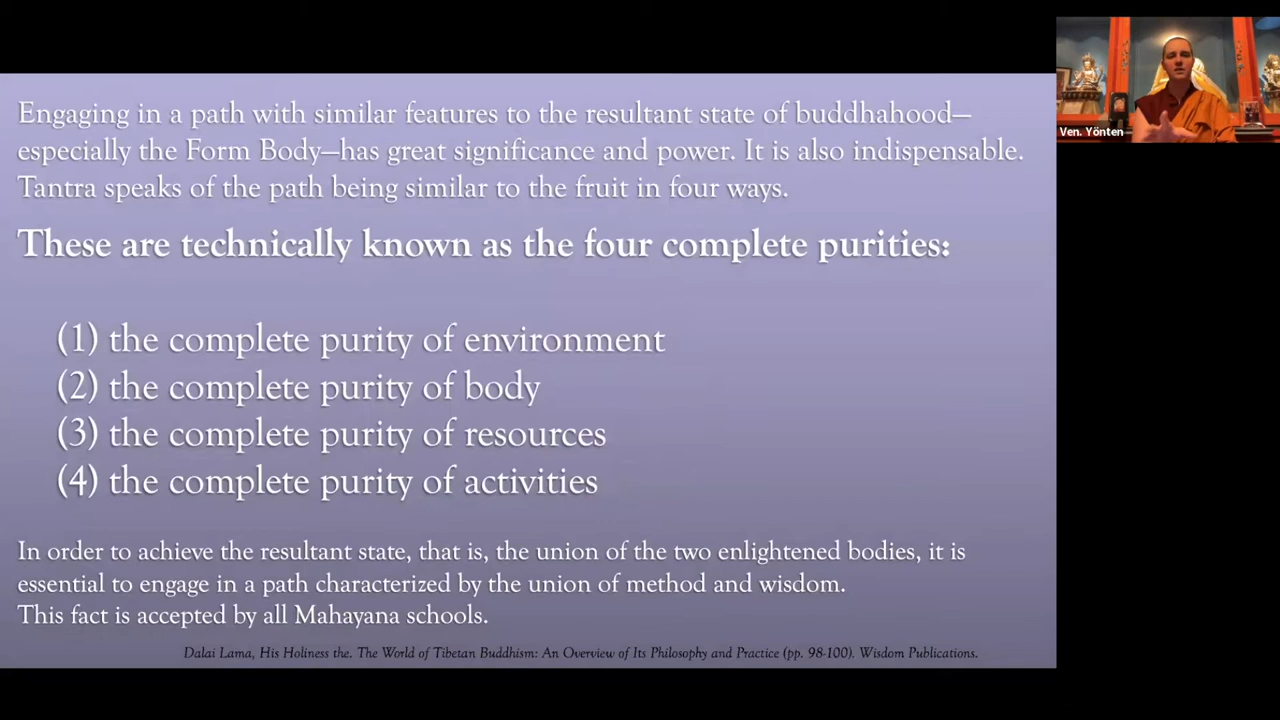 Engaging in a path with similar features to the resultant state of buddhahood—
especially the Form Body—has great significance and power. It is also indispensable.
Tantra speaks of the path being similar to the fruit in four ways.
These are technically known as the four complete purities:
(1) the complete purity of environment
(2) the complete purity of body
(3) the complete purity of resources
(4) the complete purity of activities
In order to achieve the resultant state, that is, the union of the two enlightened bodies, it is
essential to engage in a path characterized by the union of method and wisdom.
This fact is accepted by all Mahayana schools.
Dalai Lama, His Holiness the. The World of Tibetan Buddhism: An Overview of Its Philosophy and Practice (pp. 98-100). Wisdom Publications.
Ven. Yönten